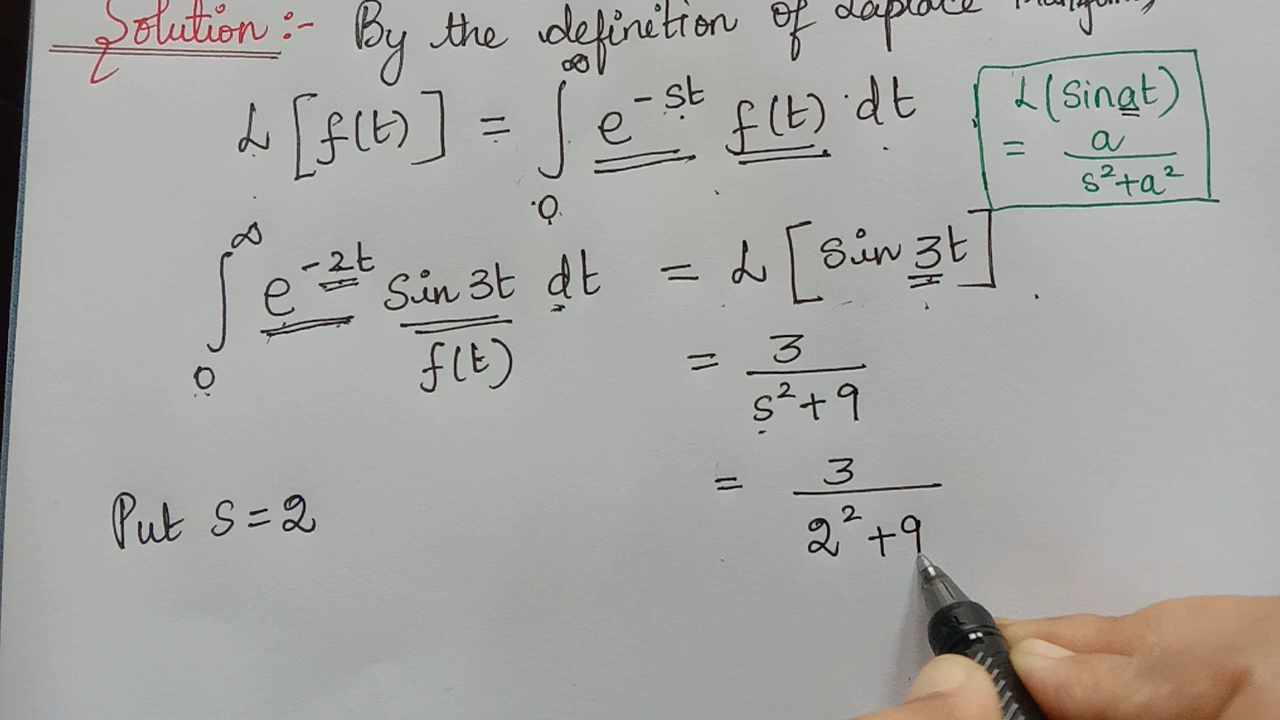 Solution :- By the definition of Laplace
L [f(t)] = ∫₀^∞ e^{-st} f(t) · dt
L(Sin at)
= a / (s²+a²)
∫₀^∞ e^{-2t} Sin 3t dt = L [Sin 3t]
f(t)
= 3 / (s²+9)
Put S=2
= 3 / (2²+9)